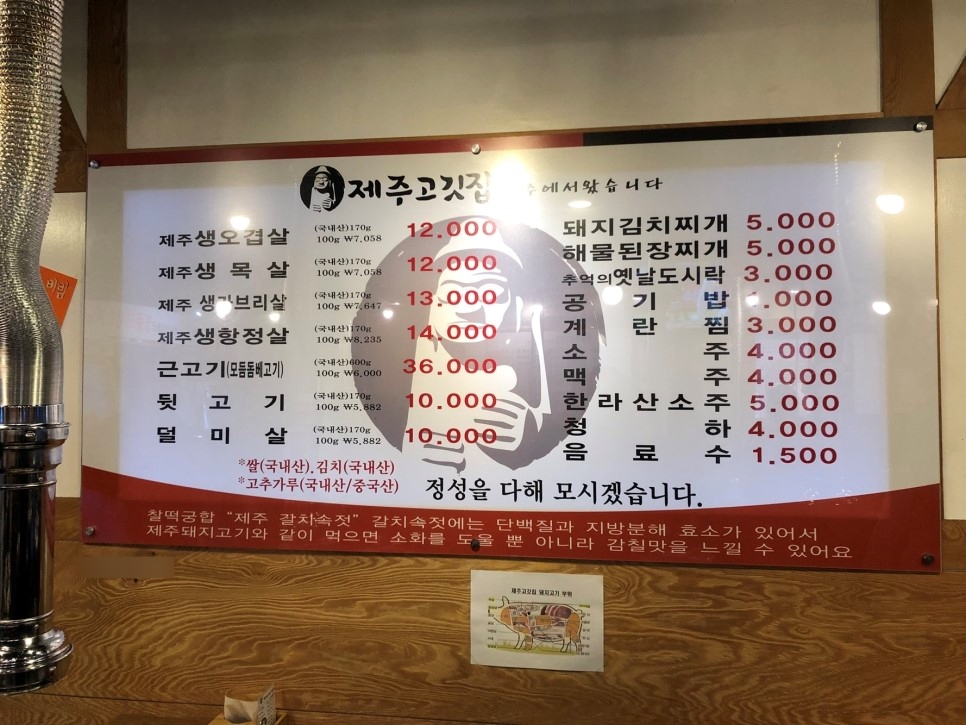 제주고깃집 에서왔습니다
제주생오겹살 (국내산)170g 100g ₩7,058 12.000
제주생목살 (국내산)170g 100g ₩7,058 12.000
제주 생가브리살 (국내산)170g 100g ₩7,647 13.000
제주생항정살 (국내산)170g 100g ₩8,235 14.000
근고기(모듬돔베고기) (국내산)600g 100g ₩6,000 36.000
뒷고기 (국내산)170g 100g ₩5,882 10.000
덜미살 (국내산)170g 100g ₩5,882 10.000
돼지김치찌개 5.000
해물된장찌개 5.000
추억의옛날도시락 3.000
공기밥 1.000
계란찜 3.000
소주 4.000
맥주 4.000
한라산소주 5.000
청하 4.000
음료수 1.500
*쌀(국내산).김치(국내산)
*고추가루(국내산/중국산)
정성을 다해 모시겠습니다.
찰떡궁합 "제주 갈치속젓" 갈치속젓에는 단백질과 지방분해 효소가 있어서
제주돼지고기와 같이 먹으면 소화를 도울 뿐 아니라 감칠맛을 느낄 수 있어요
비빔
제주고깃집 돼지고기 부위